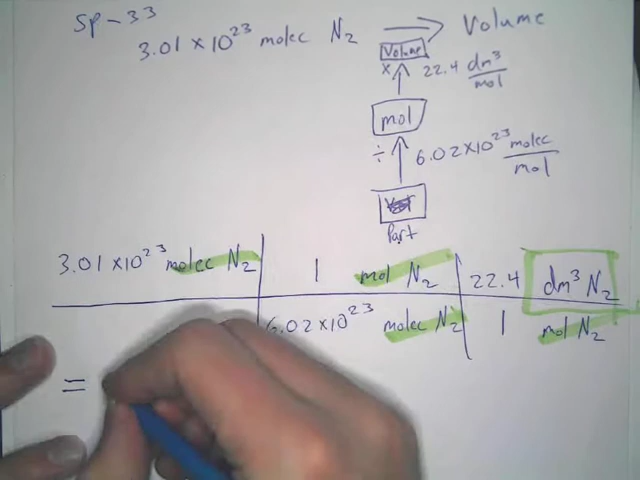 Sp-33
3.01 × 10²³ molec N₂ → Volume
Volume
× 22.4 dm³/mol
mol
÷ 6.02×10²³ molec/mol
Part
3.01 ×10²³ molec N₂ | 1 mol N₂ | 22.4 dm³ N₂
6.02 ×10²³ molec N₂ | 1 mol N₂
=